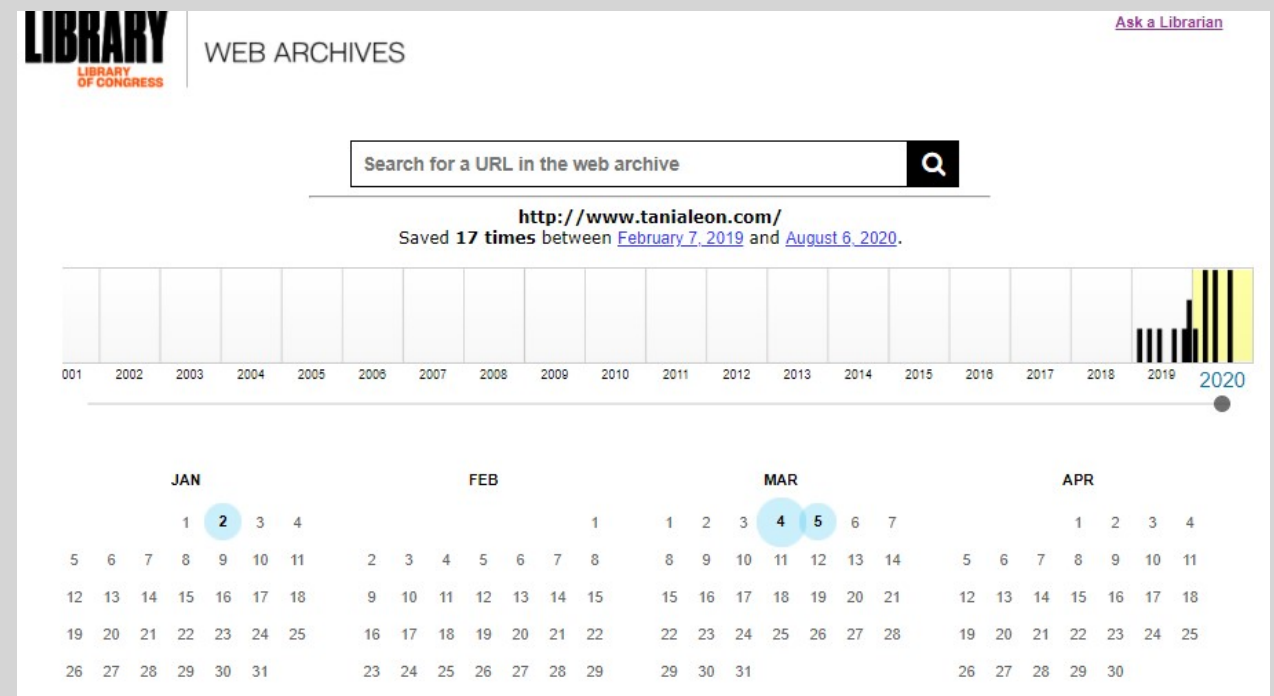 LIBRARY
LIBRARY
OF CONGRESS
WEB ARCHIVES
Ask a Librarian
Search for a URL in the web archive
http://www.tanialeon.com/
Saved 17 times between February 7, 2019 and August 6, 2020.
001 2002 2003 2004 2005 2006 2007 2008 2009 2010 2011 2012 2013 2014 2015 2016 2017 2018 2019 2020
JAN FEB MAR APR
1 2 3 4 1 1 2 3 4 5 6 7 1 2 3 4
5 6 7 8 9 10 11 2 3 4 5 6 7 8 8 9 10 11 12 13 14 5 6 7 8 9 10 11
12 13 14 15 16 17 18 9 10 11 12 13 14 15 15 16 17 18 19 20 21 12 13 14 15 16 17 18
19 20 21 22 23 24 25 16 17 18 19 20 21 22 22 23 24 25 26 27 28 19 20 21 22 23 24 25
26 27 28 29 30 31 23 24 25 26 27 28 29 29 30 31 26 27 28 29 30